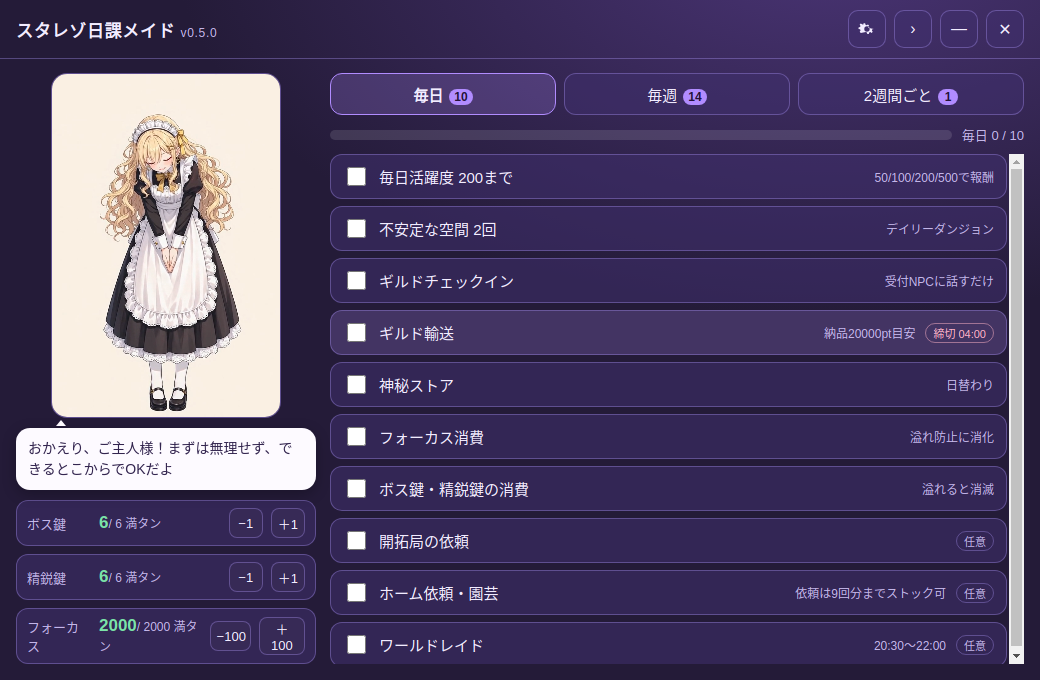 スタレゾ日課メイド v0.5.0
毎日 10
毎週 14
2週間ごと 1
毎日 0 / 10
毎日活躍度 200まで 50/100/200/500で報酬
不安定な空間 2回 デイリーダンジョン
ギルドチェックイン 受付NPCに話すだけ
ギルド輸送 納品20000pt目安 締切 04:00
神秘ストア 日替わり
フォーカス消費 溢れ防止に消化
ボス鍵・精鋭鍵の消費 溢れると消滅
開拓局の依頼 任意
ホーム依頼・園芸 依頼は9回分までストック可 任意
ワールドレイド 20:30〜22:00 任意
おかえり、ご主人様！まずは無理せず、で
きるとこからでOKだよ
ボス鍵 6/ 6 満タン −1 ＋1
精鋭鍵 6/ 6 満タン −1 ＋1
フォーカ
ス
2000/ 2000 満タ
ン
−100
＋
100